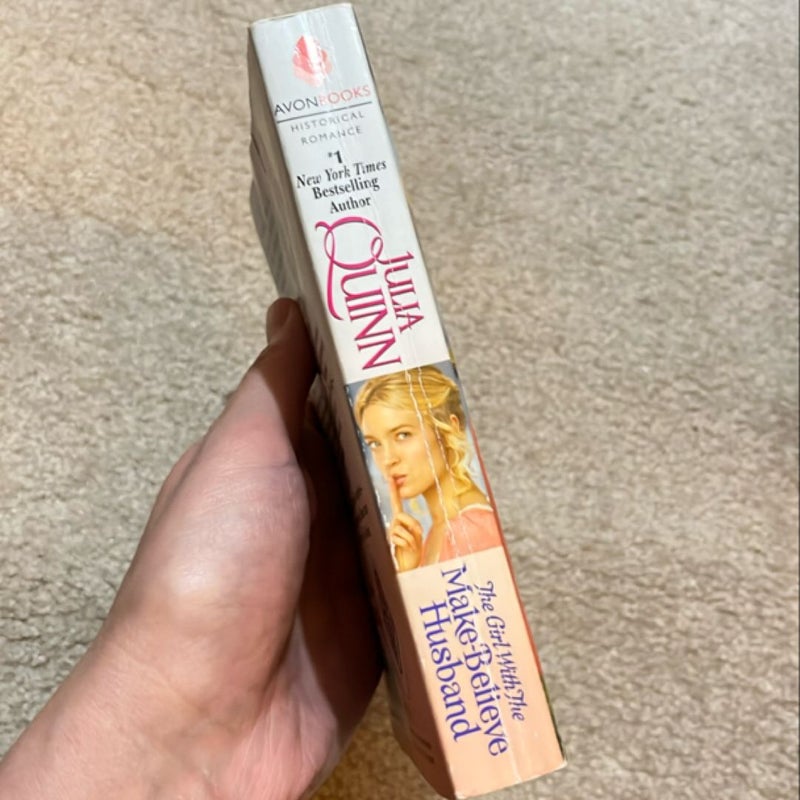 AVONBOOKS
HISTORICAL
ROMANCE
#1
New York Times
Bestselling
Author
JULIA
QUINN
The Girl With The
Make-Believe
Husband